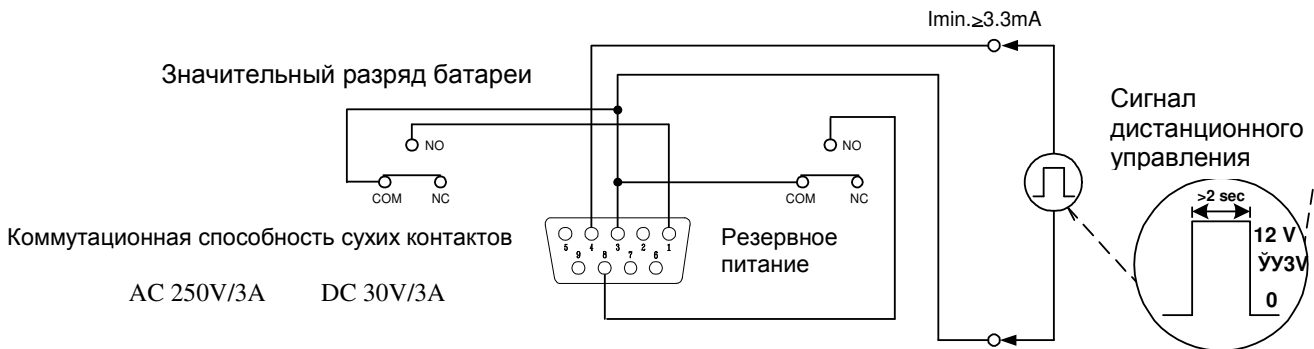 Imin.≥3.3mA
Значительный разряд батареи
Сигнал
дистанционного
управления
NO
NO
COM NC
COM NC
>2 sec
12 V
ЎУ3V
0
Коммутационная способность сухих контактов
5 4 3 2 1
9 8 7 6
Резервное
питание
AC 250V/3A DC 30V/3A